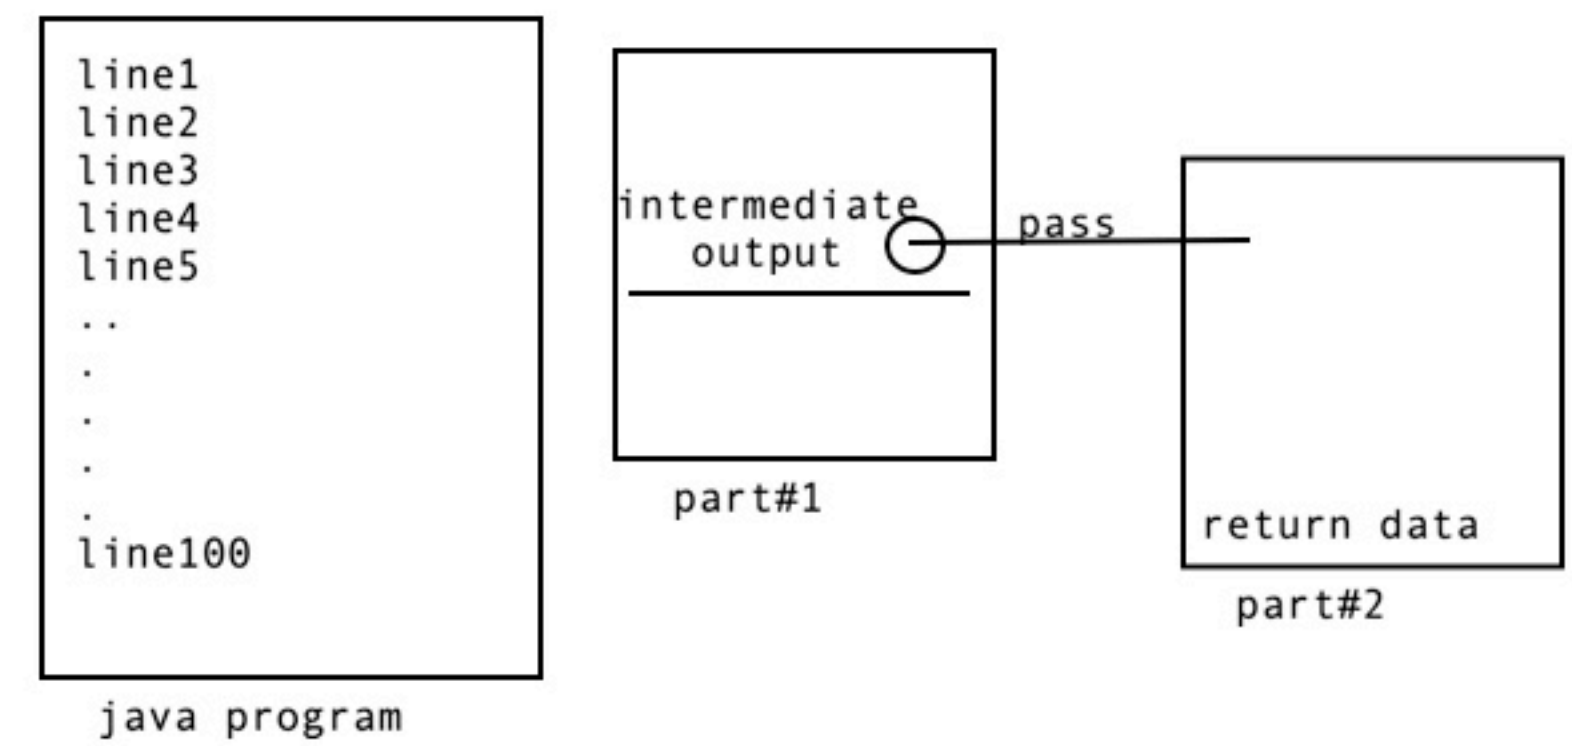 line1
line2
line3
line4
line5
..
.
.
.
.
line100
java program
intermediate
output
part#1
pass
return data
part#2